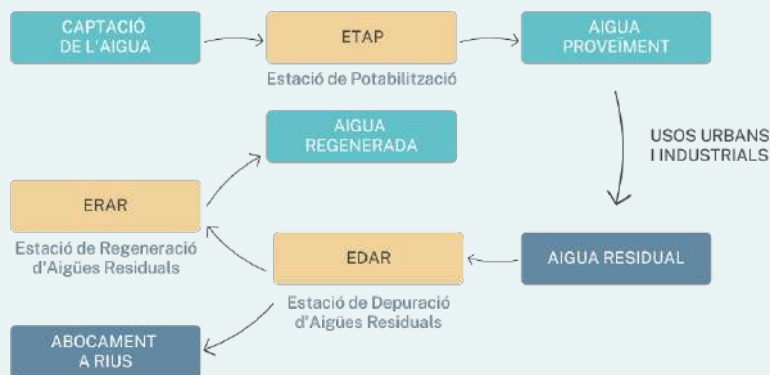 CAPTACIÓ
DE L'AIGUA
ETAP
Estació de Potabilització
AIGUA
PROVEÏMENT
USOS URBANS
I INDUSTRIALS
AIGUA
REGENERADA
ERAR
Estació de Regeneració
d'Aigües Residuals
EDAR
Estació de Depuració
d'Aigües Residuals
AIGUA RESIDUAL
ABOCAMENT
A RIUS